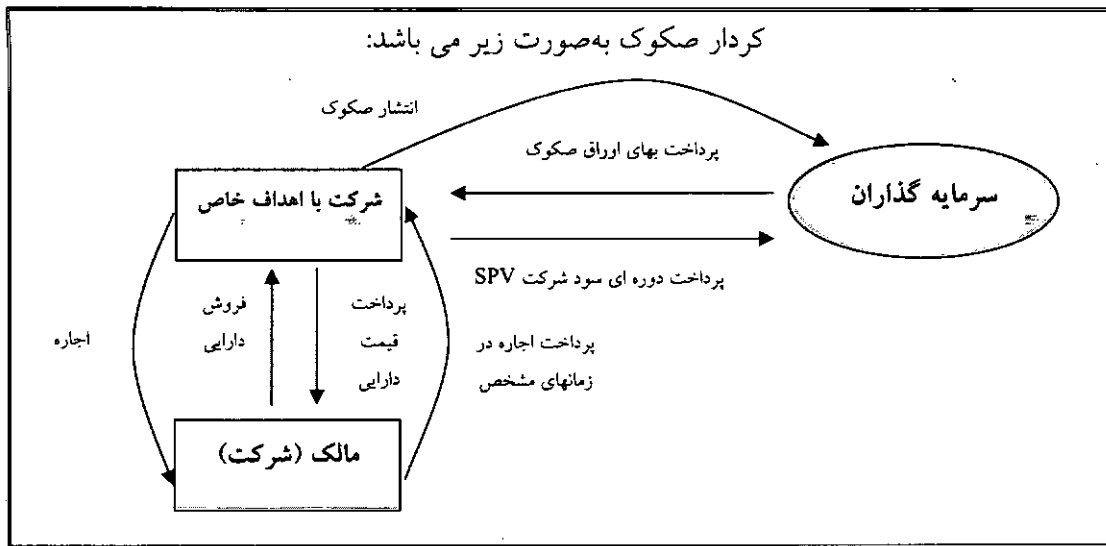 کردار صکوک به‌صورت زیر می باشد:
انتشار صکوک
پرداخت بهای اوراق صکوک
سرمایه گذاران
شرکت با اهداف خاص
پرداخت دوره ای سود شرکت SPV
اجاره
فروش
دارایی
پرداخت
قیمت
دارایی
پرداخت اجاره در
زمانهای مشخص
مالک (شرکت)